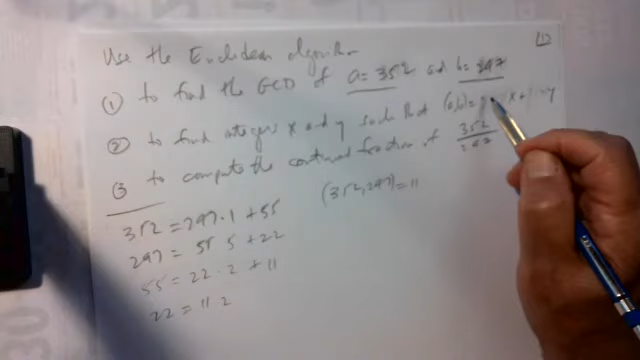 Use the Euclidean algorithm
(12)
① to find the GCD of a = 352 and b = 297
② to find integers x and y such that (a,b) = x + y
③ to compute the continued fraction of 352
352 = 297 · 1 + 55
(352, 297) = 11
297 = 55 5 + 22
55 = 22 · 2 + 11
22 = 11 2